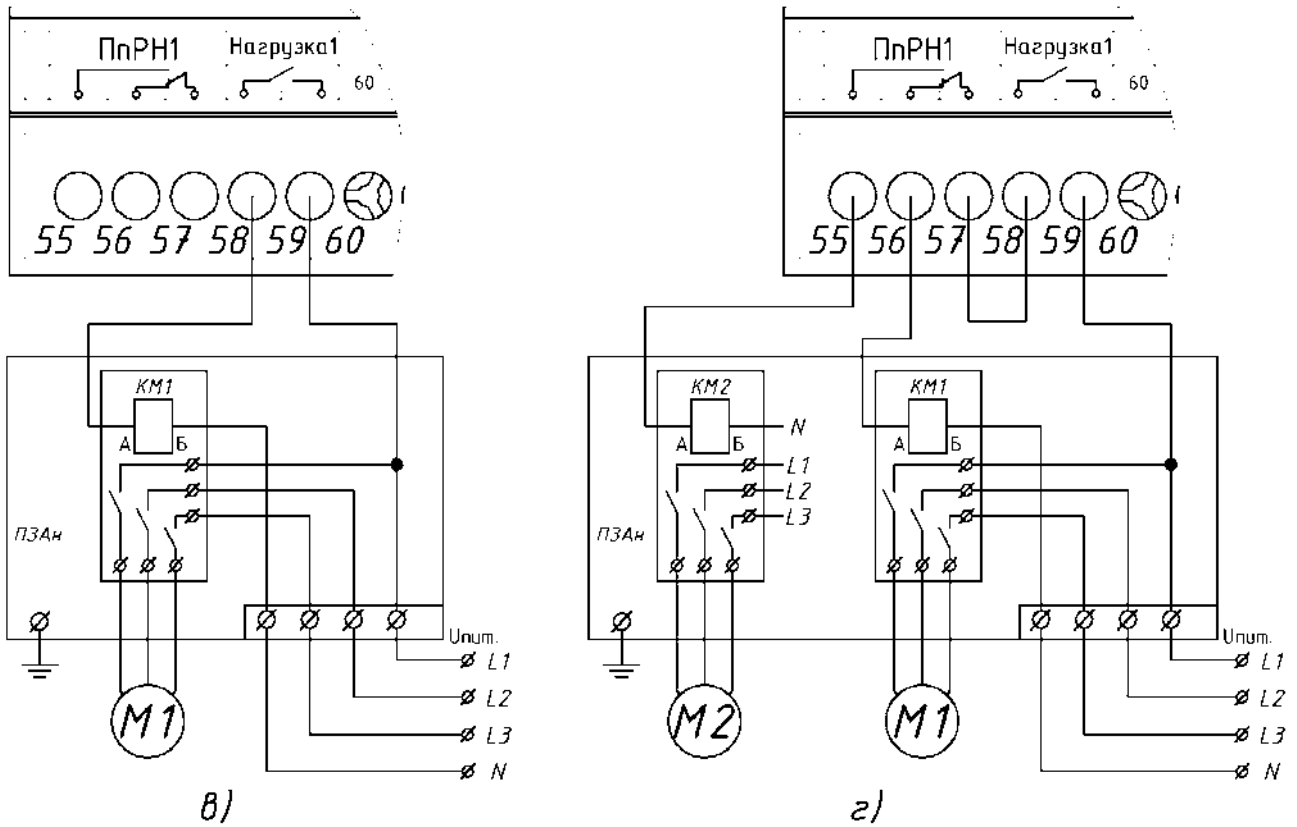 ПпРН1 Нагрузка1
60
55 56 57 58 59 60
КМ1
А Б
ПЗАн
Uпит.
L1
L2
L3
N
М1
в)
ПпРН1 Нагрузка1
60
55 56 57 58 59 60
КМ2
А Б
N
L1
L2
L3
КМ1
А Б
ПЗАн
Uпит.
L1
L2
L3
N
М2
М1
г)